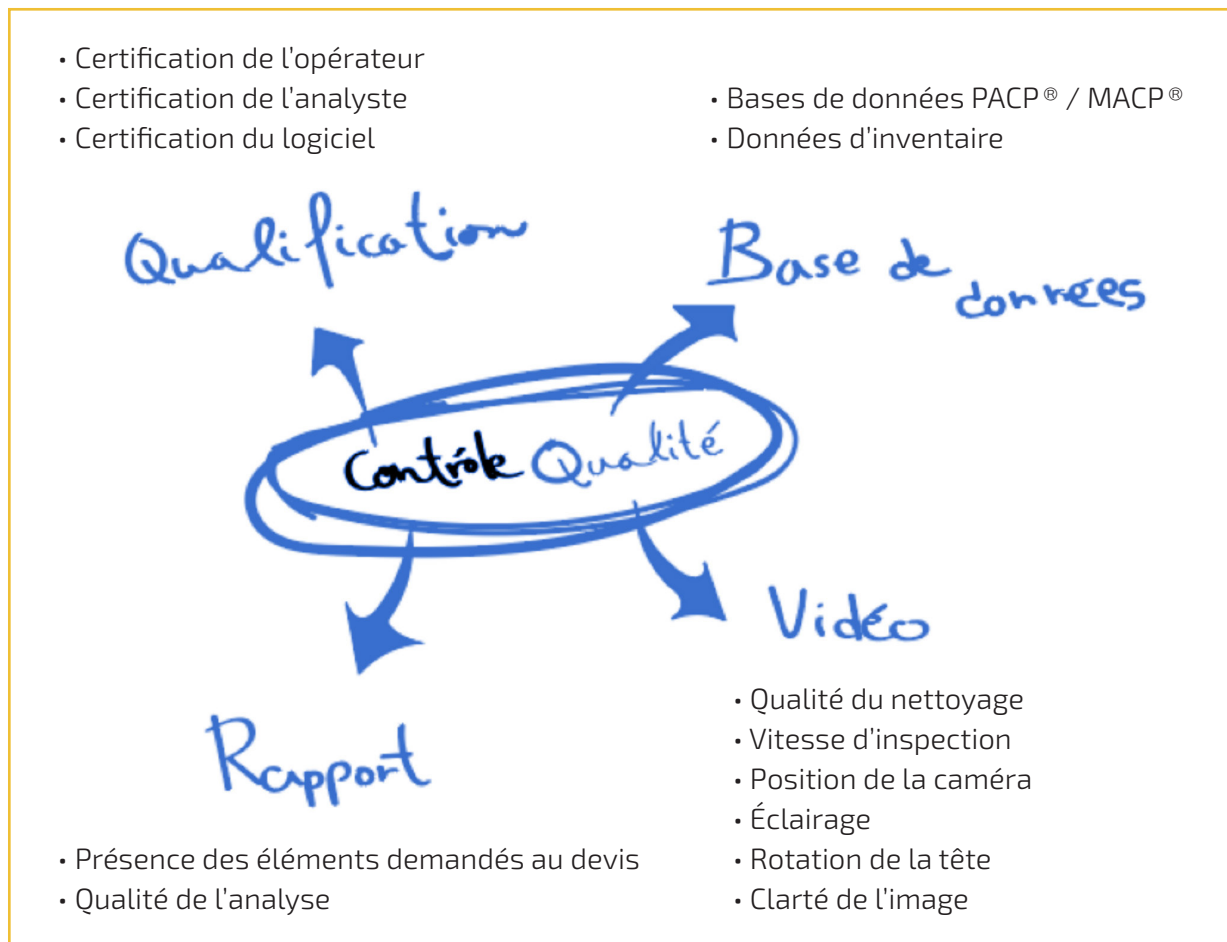 • Certification de l'opérateur
• Certification de l'analyste
• Certification du logiciel
• Bases de données PACP® / MACP®
• Données d'inventaire
Qualification
Base de
données
Contrôle Qualité
Rapport
Vidéo
• Présence des éléments demandés au devis
• Qualité de l'analyse
• Qualité du nettoyage
• Vitesse d'inspection
• Position de la caméra
• Éclairage
• Rotation de la tête
• Clarté de l'image